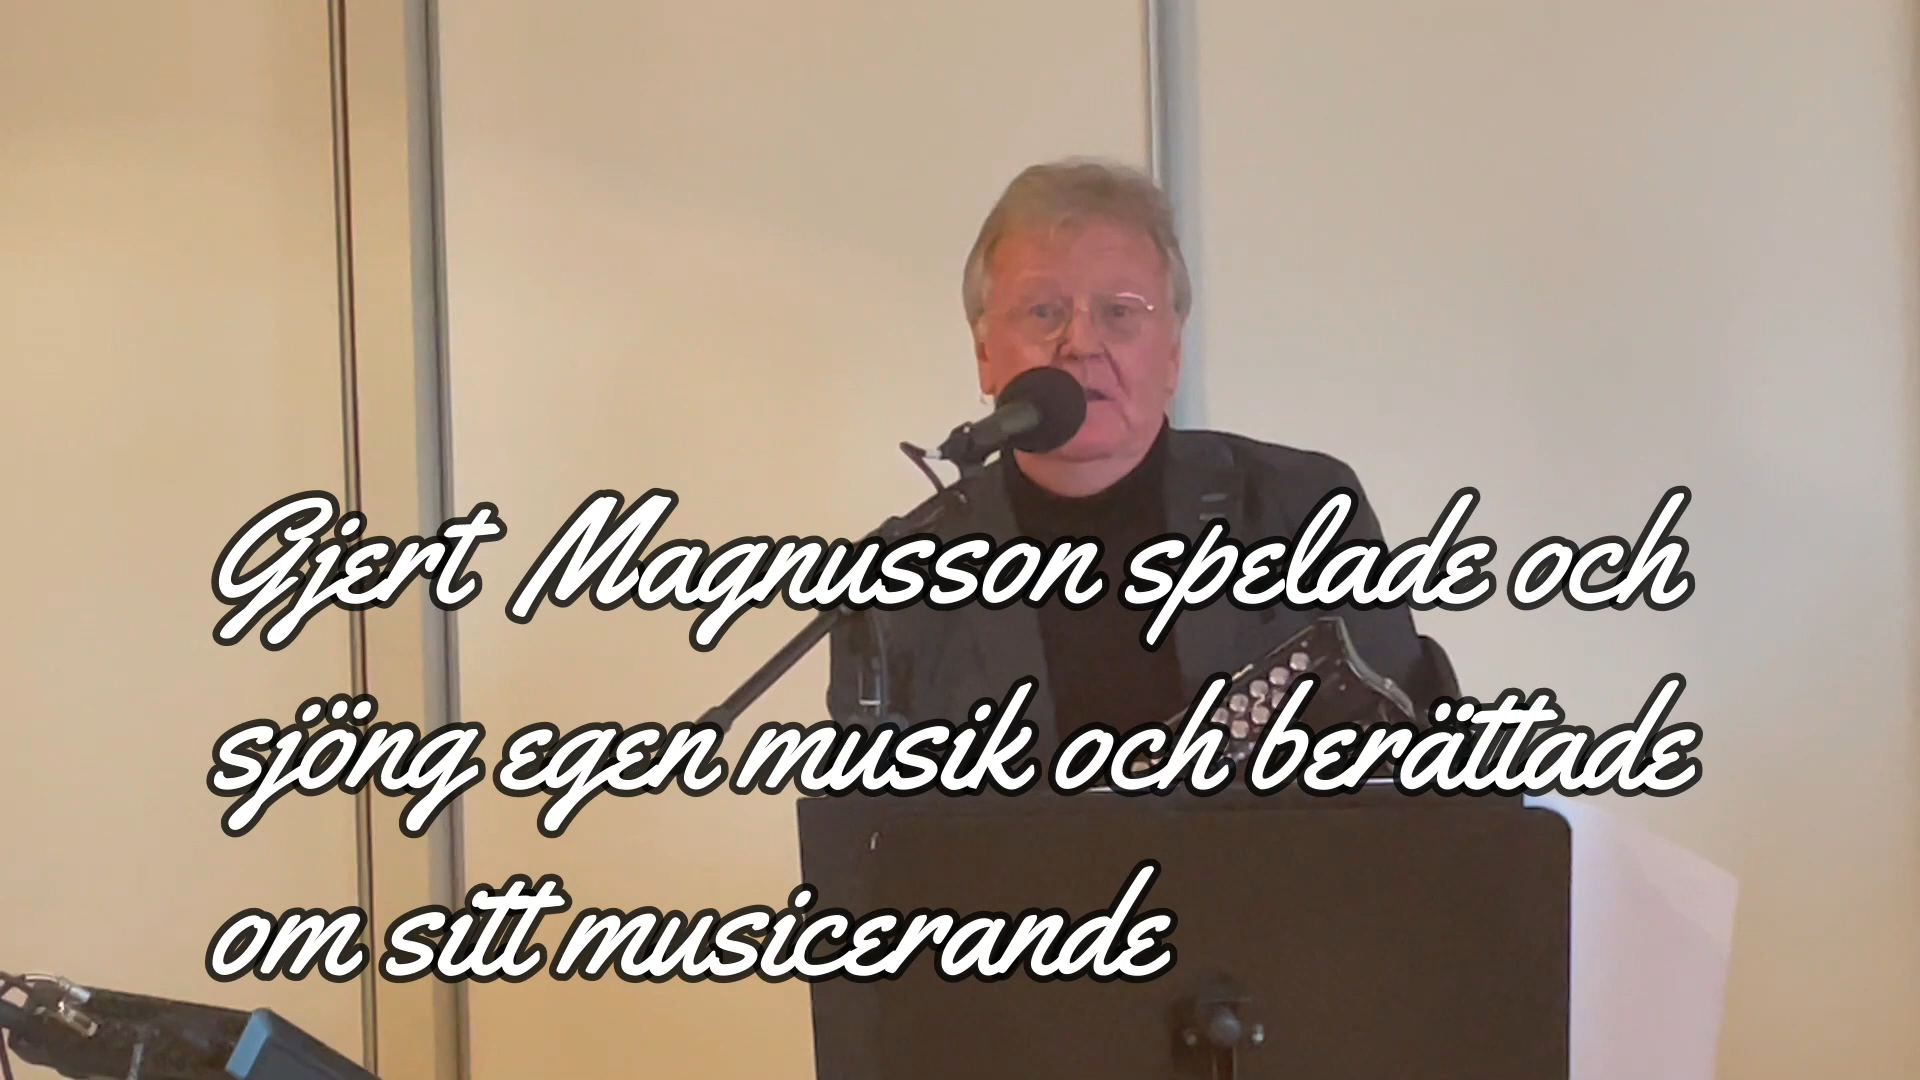 Gjert Magnusson spelade och
sjöng egen musik och berättade
om sitt musicerande